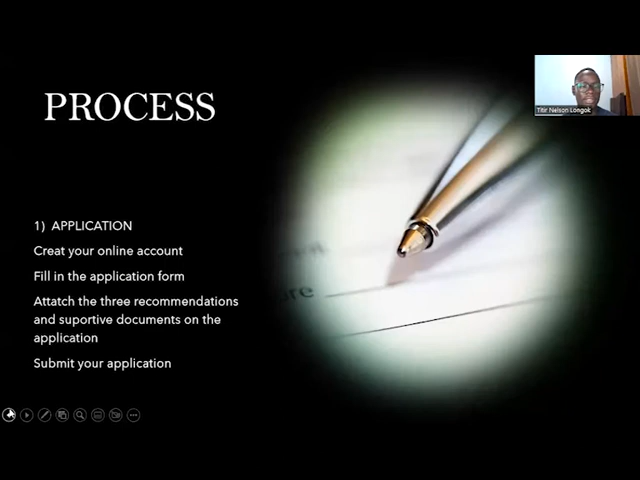 PROCESS
Titir Nelson Longok
1) APPLICATION
Creat your online account
Fill in the application form
Attatch the three recommendations
and suportive documents on the
application
Submit your application